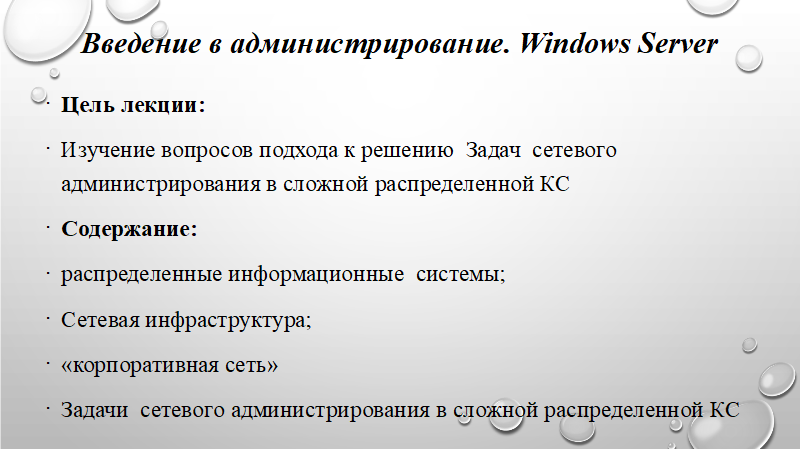 Введение в администрирование. Windows Server
Цель лекции:
Изучение вопросов подхода к решению Задач сетевого
администрирования в сложной распределенной КС
Содержание:
распределенные информационные системы;
Сетевая инфраструктура;
«корпоративная сеть»
Задачи сетевого администрирования в сложной распределенной КС